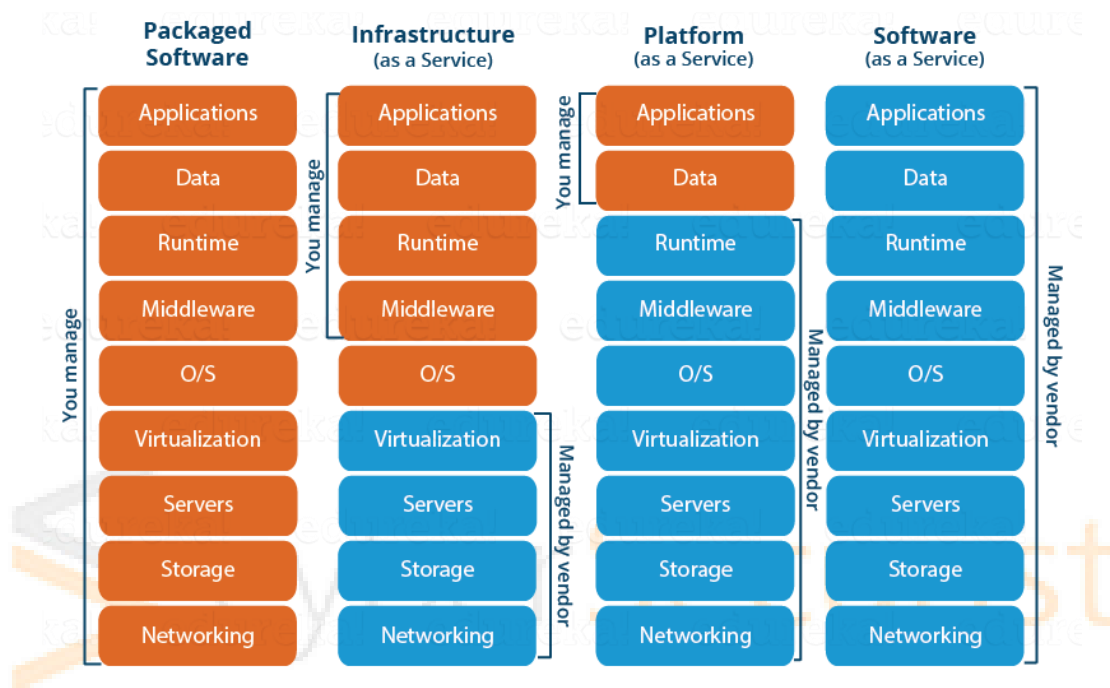 Packaged
Software
Applications
Data
Runtime
Middleware
O/S
Virtualization
Servers
Storage
Networking
You manage
Infrastructure
(as a Service)
Applications
Data
Runtime
Middleware
O/S
Virtualization
Servers
Storage
Networking
You manage
Managed by vendor
Platform
(as a Service)
Applications
Data
Runtime
Middleware
O/S
Virtualization
Servers
Storage
Networking
You manage
Managed by vendor
Software
(as a Service)
Applications
Data
Runtime
Middleware
O/S
Virtualization
Servers
Storage
Networking
Managed by vendor
edureka!